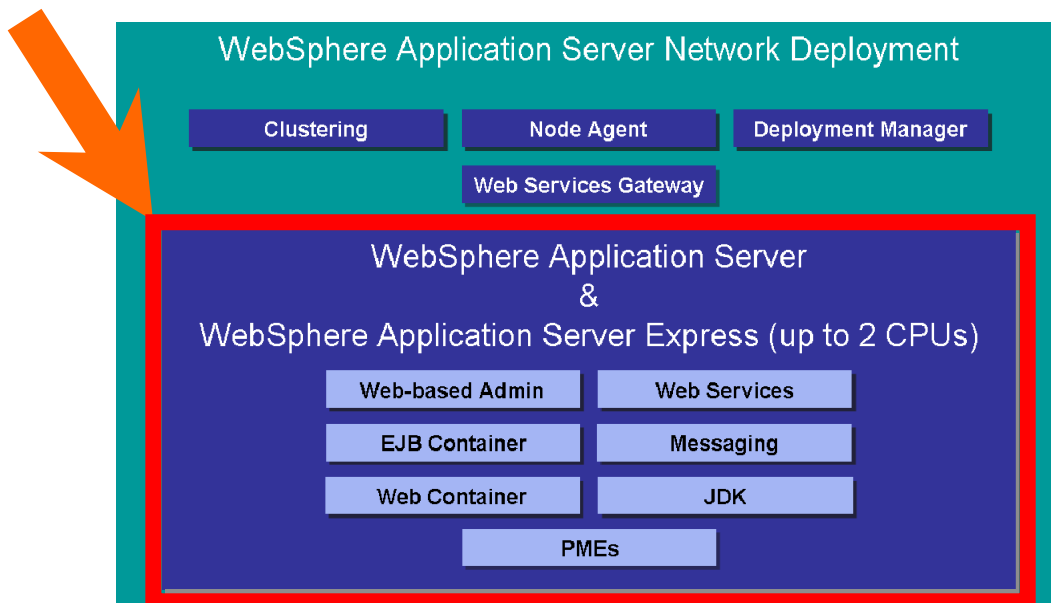 WebSphere Application Server Network Deployment
Clustering
Node Agent
Deployment Manager
Web Services Gateway
WebSphere Application Server
&
WebSphere Application Server Express (up to 2 CPUs)
Web-based Admin
Web Services
EJB Container
Messaging
Web Container
JDK
PMEs